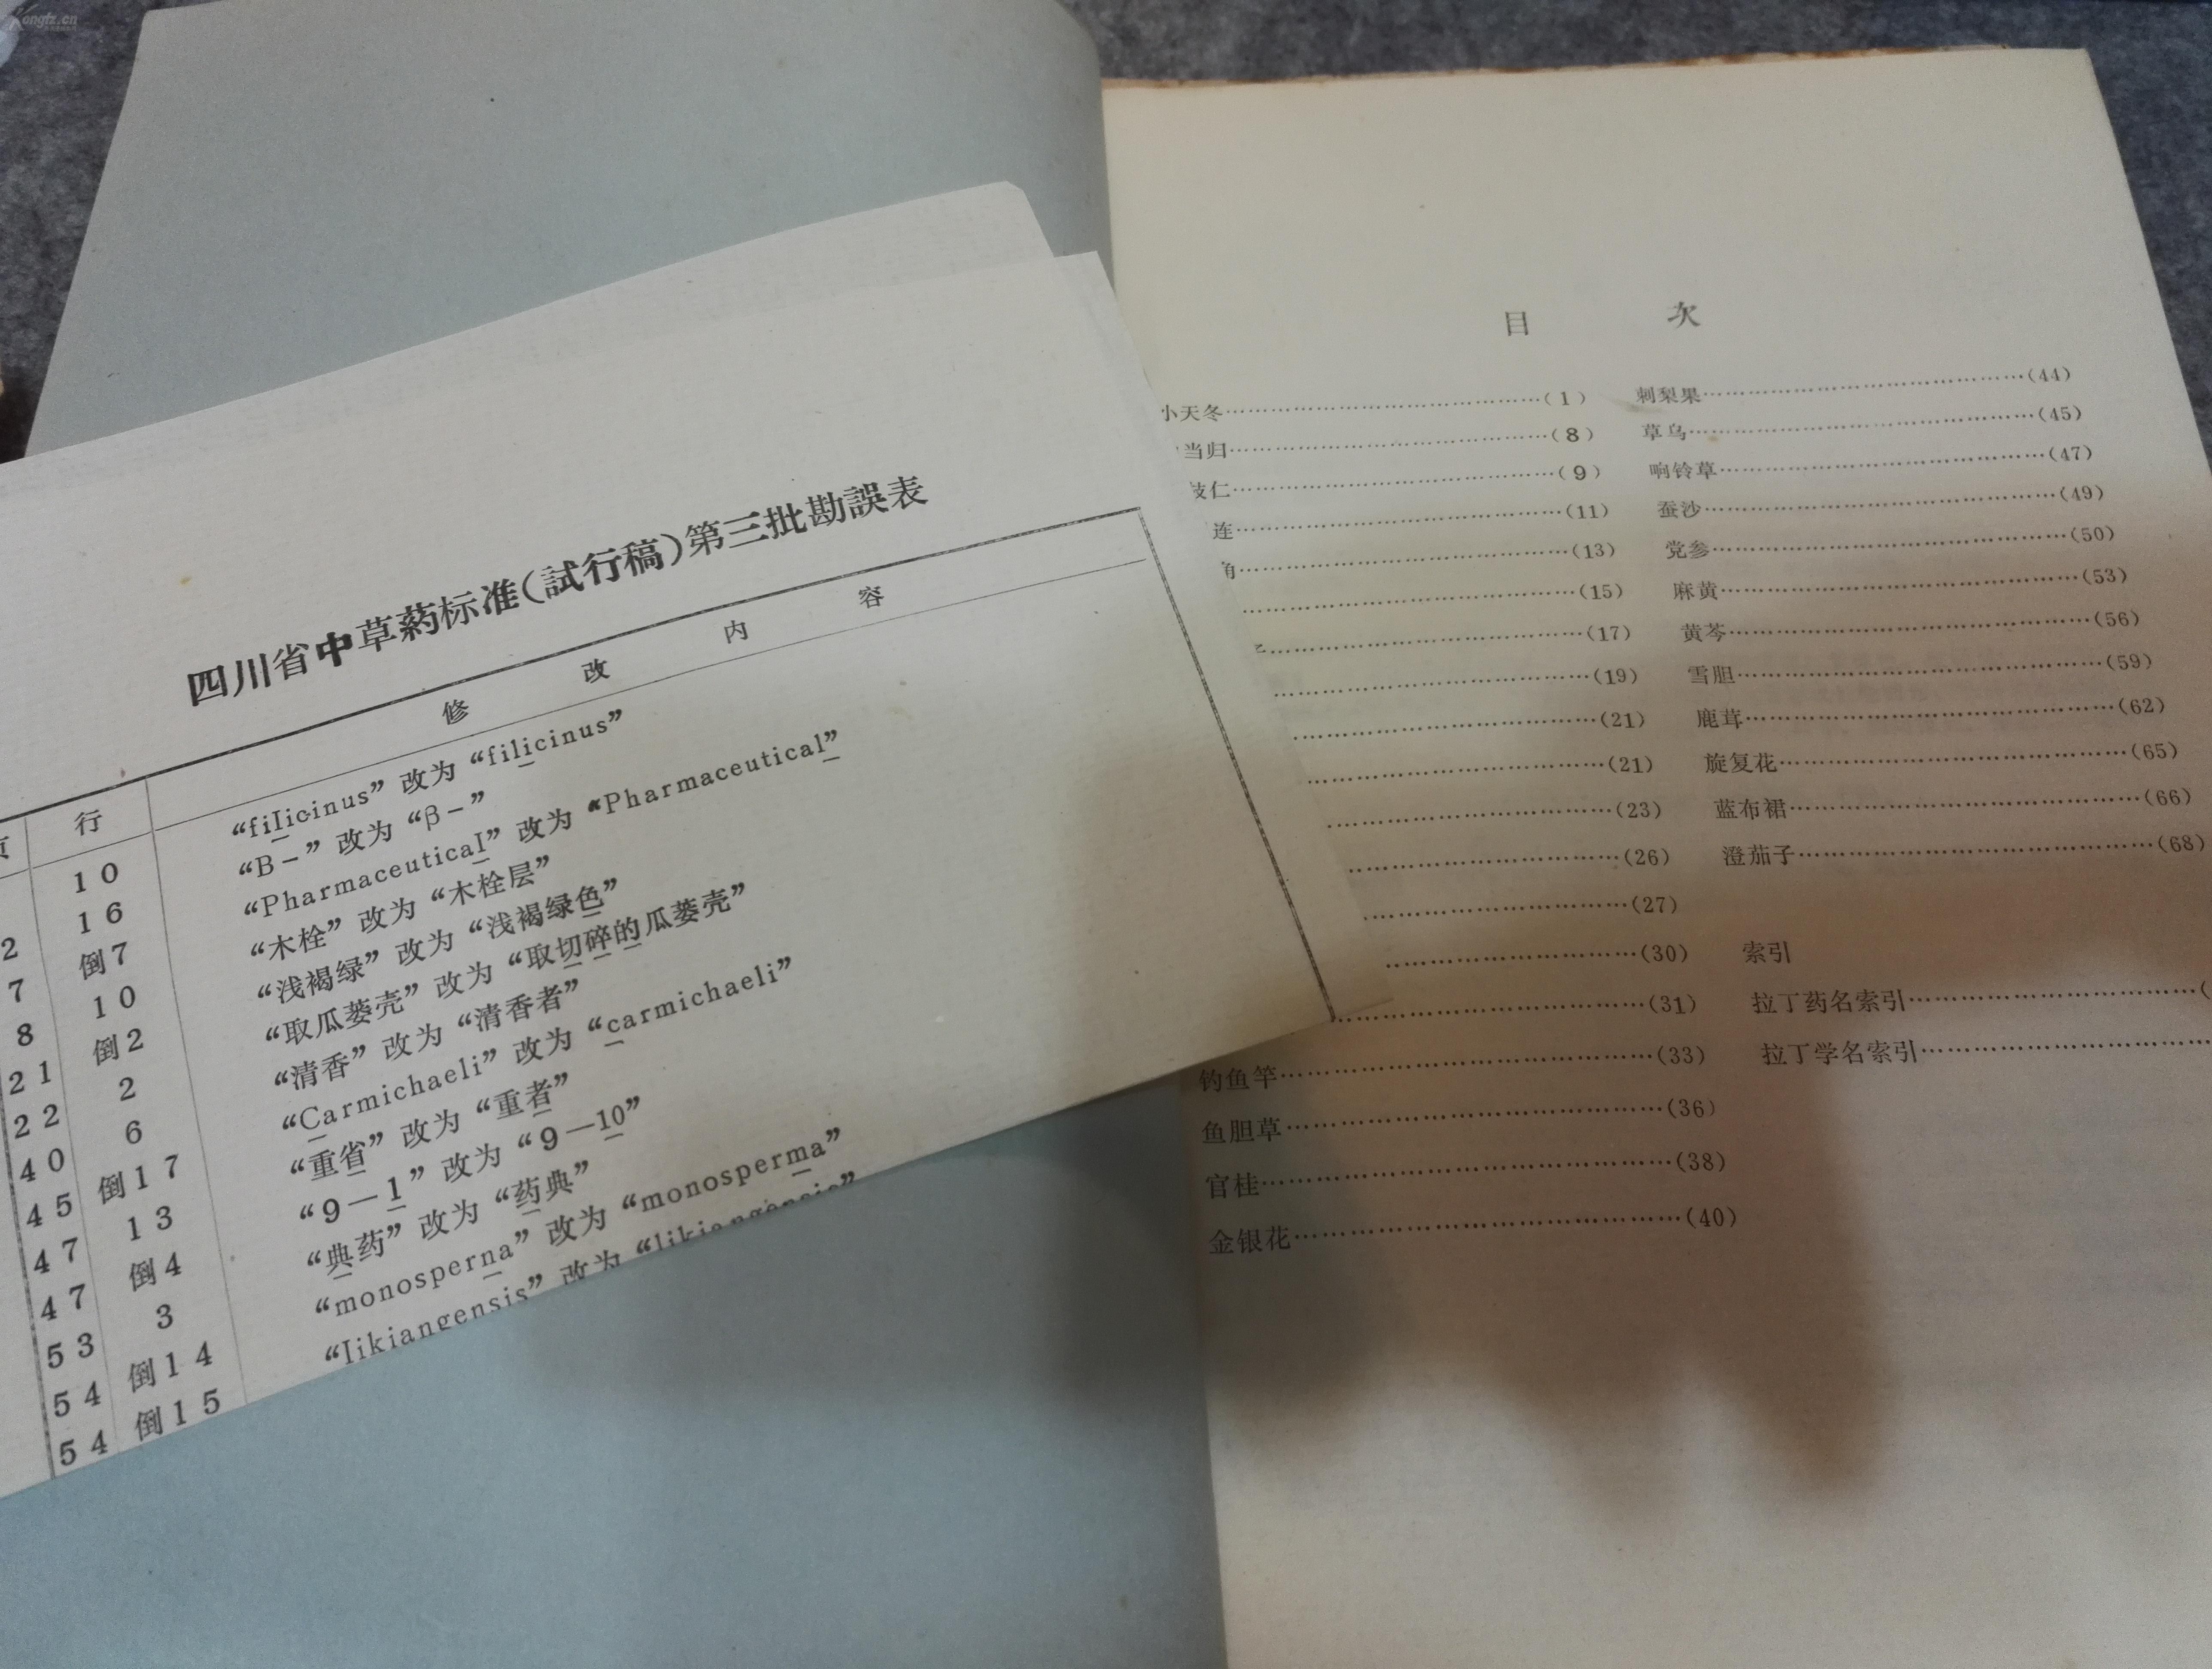 Kongfz.cn
四川省中草药标准(試行稿)第三批勘誤表
行 修改内容
10 “fiIicinus” 改为 “filicinus”
2 16 “B-” 改为 “β-”
7 倒7 “PharmaceuticaI” 改为 “Pharmaceutical”
8 10 “木栓” 改为 “木栓层”
21 倒2 “浅褐绿” 改为 “浅褐绿色”
22 2 “取瓜蒌壳” 改为 “取切碎的瓜蒌壳”
40 6 “清香” 改为 “清香者”
45 倒17 “Carmichaeli” 改为 “carmichaeli”
47 13 “重省” 改为 “重者”
47 倒4 “9—1” 改为 “9—10”
53 3 “典药” 改为 “药典”
54 倒14 “monosperna” 改为 “monosperma”
54 倒15 “Iikiangensis” 改为 “likiangensis”
目次
小天冬……(1)
当归……(8)
仁……(9)
连……(11)
……(13)
……(15)
……(17)
……(19)
……(21)
……(21)
……(23)
……(26)
……(27)
……(30)
……(31)
钓鱼竿……(33)
鱼胆草……(36)
官桂……(38)
金银花……(40)
刺梨果……(44)
草乌……(45)
响铃草……(47)
蚕沙……(49)
党参……(50)
麻黄……(53)
黄芩……(56)
雪胆……(59)
鹿茸……(62)
旋复花……(65)
蓝布裙……(66)
澄茄子……(68)
索引
拉丁药名索引……(
拉丁学名索引……